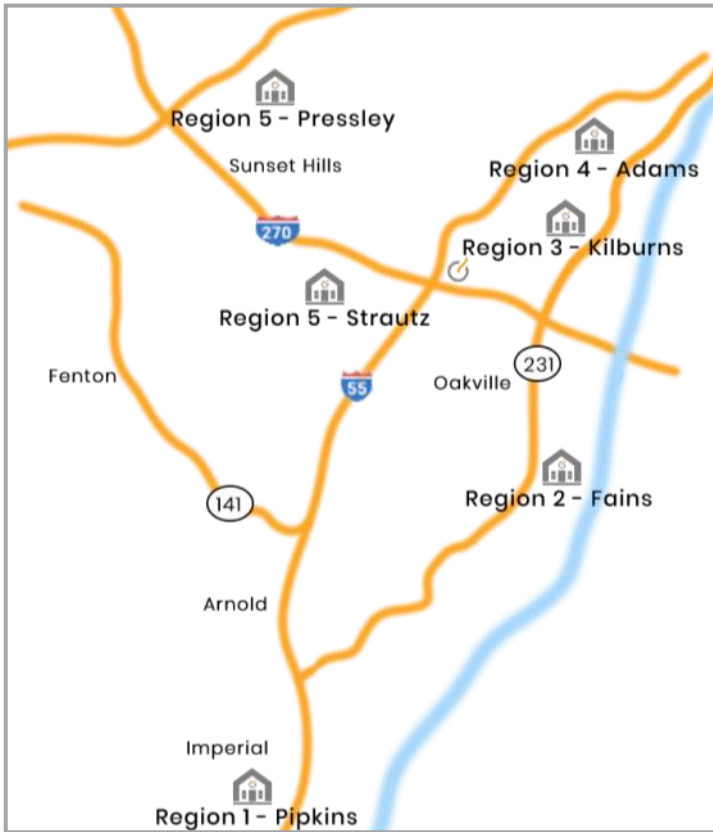 Region 5 - Pressley
Sunset Hills
Region 4 - Adams
270
Region 3 - Kilburns
Region 5 - Strautz
231
Fenton
55
Oakville
Region 2 - Fains
141
Arnold
Imperial
Region 1 - Pipkins